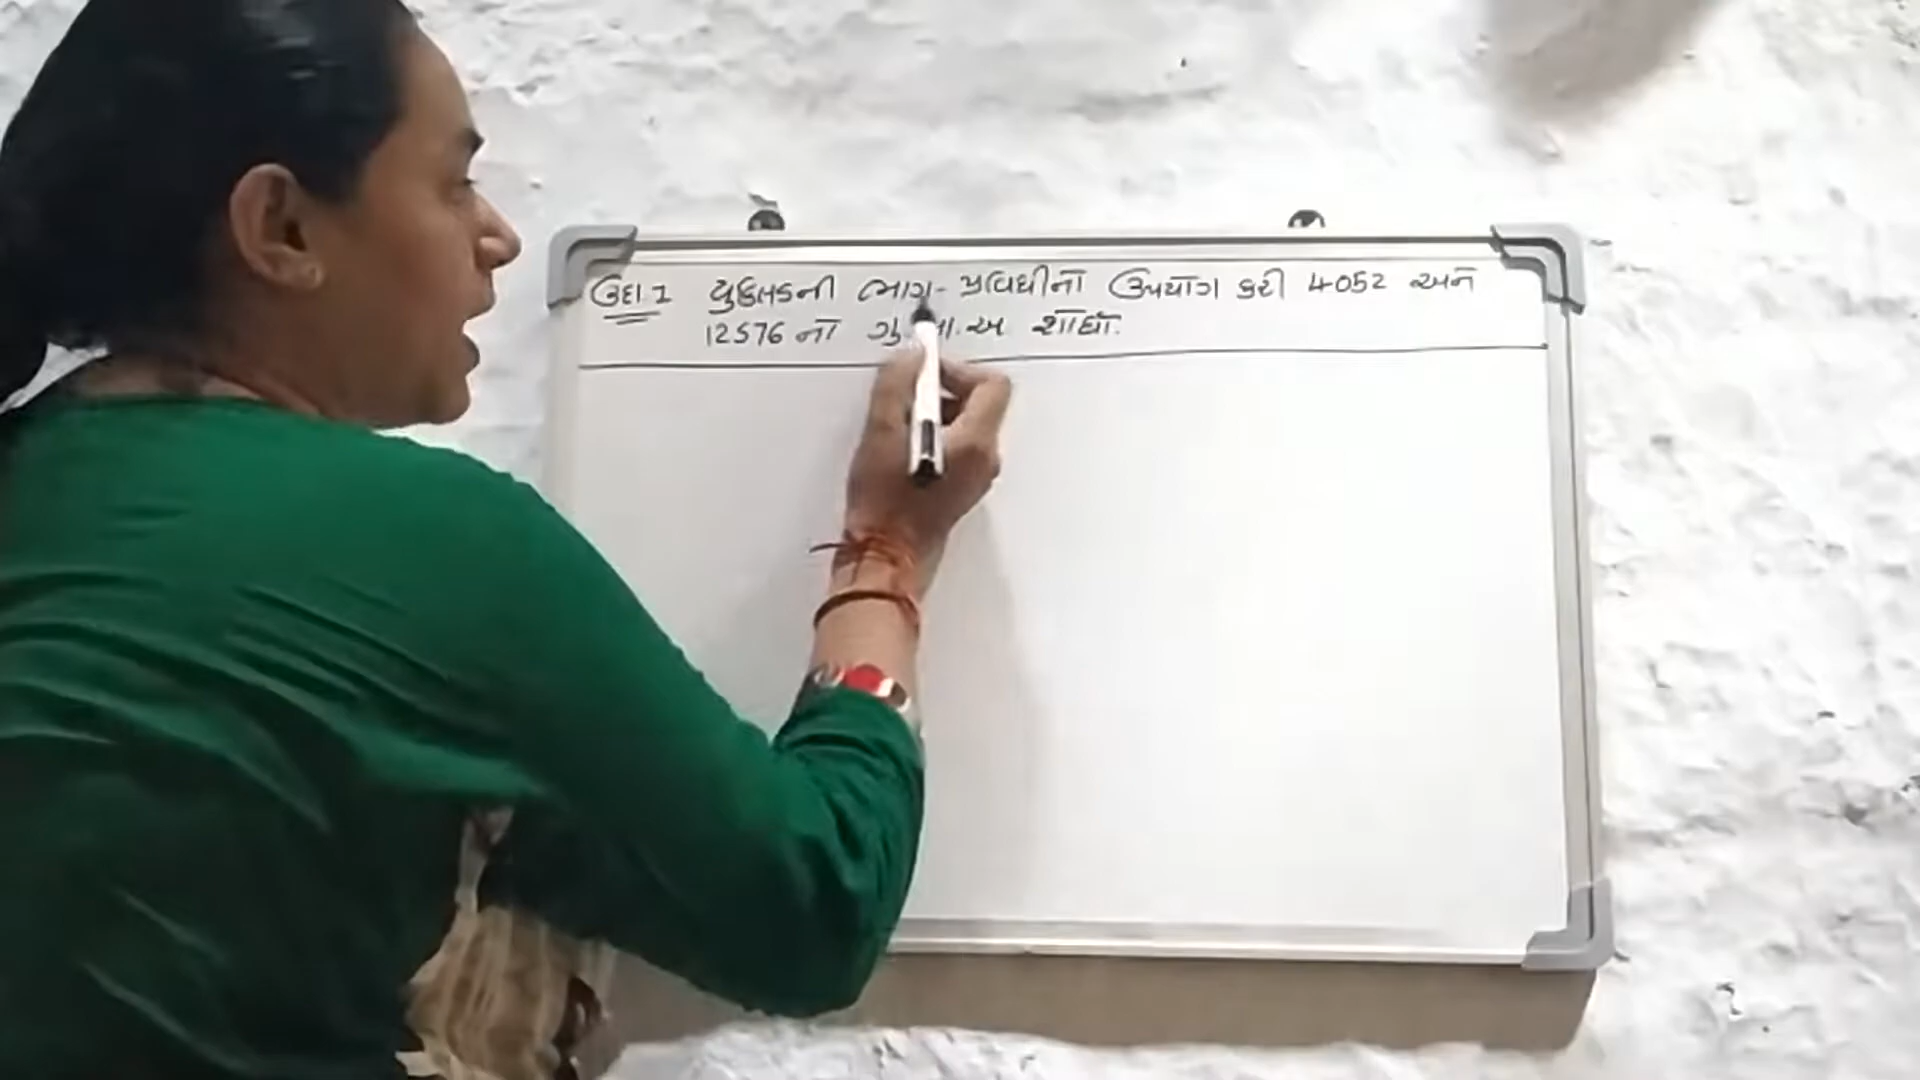 ઉદા.1 યુક્લિડની ભાગ-પ્રવિધીનો ઉપયોગ કરી 4052 અને
12576 નો ગુ.સા.અ શોધો.